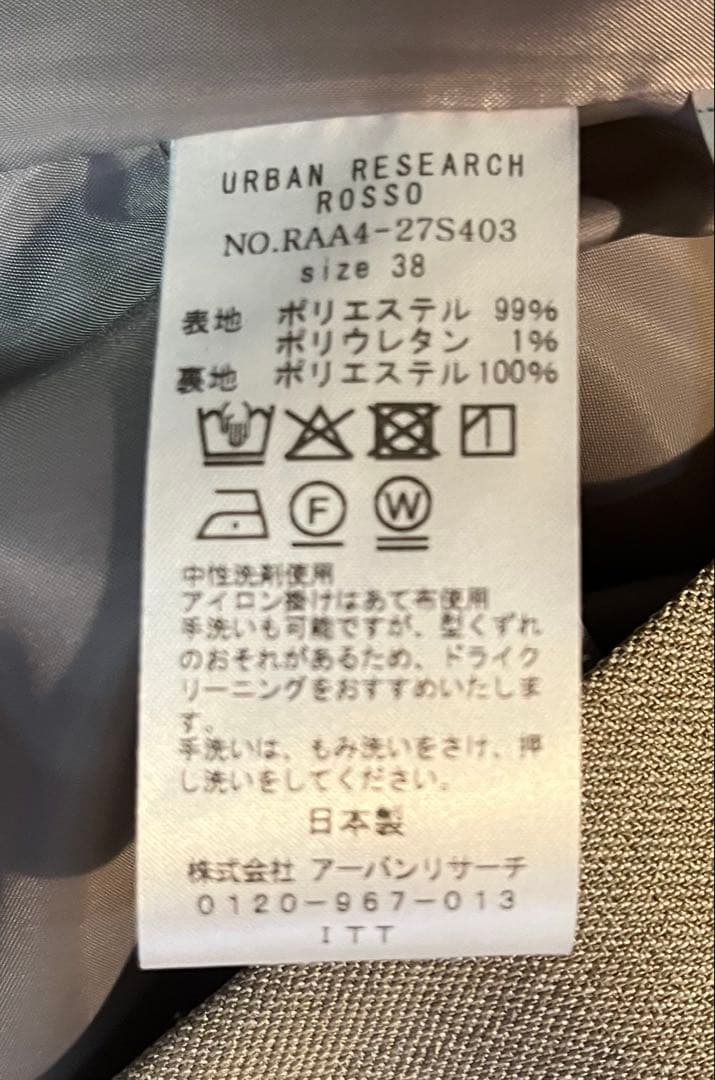 URBAN RESEARCH
ROSSO
NO.RAA4-27S403
size 38
表地 ポリエステル 99%
ポリウレタン 1%
裏地 ポリエステル 100%
F W
中性洗剤使用
アイロン掛けはあて布使用
手洗いも可能ですが、型くずれ
のおそれがあるため、ドライク
リーニングをおすすめいたしま
す。
手洗いは、もみ洗いをさけ、押
し洗いをしてください。
日本製
株式会社 アーバンリサーチ
0120-967-013
ITT